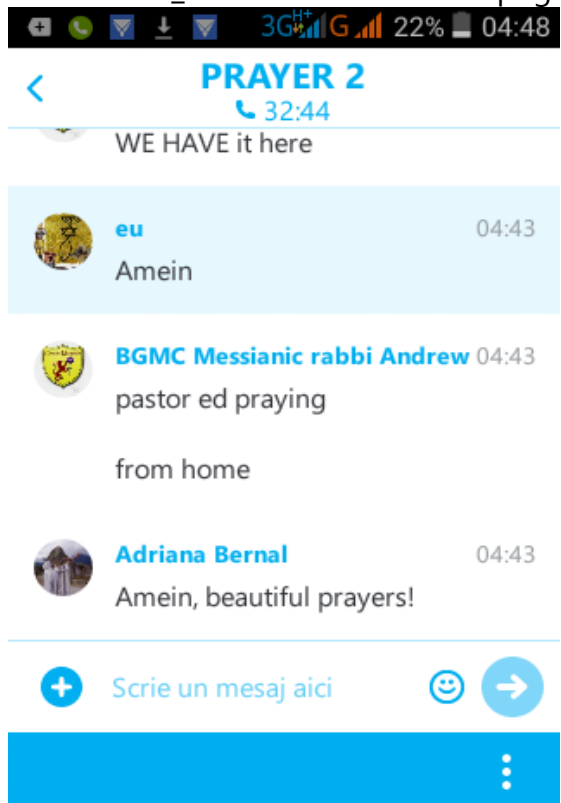 3G H+ G 22% 04:48
PRAYER 2
32:44
WE HAVE it here
eu 04:43
Amein
BGMC Messianic rabbi Andrew 04:43
pastor ed praying
from home
Adriana Bernal 04:43
Amein, beautiful prayers!
Scrie un mesaj aici